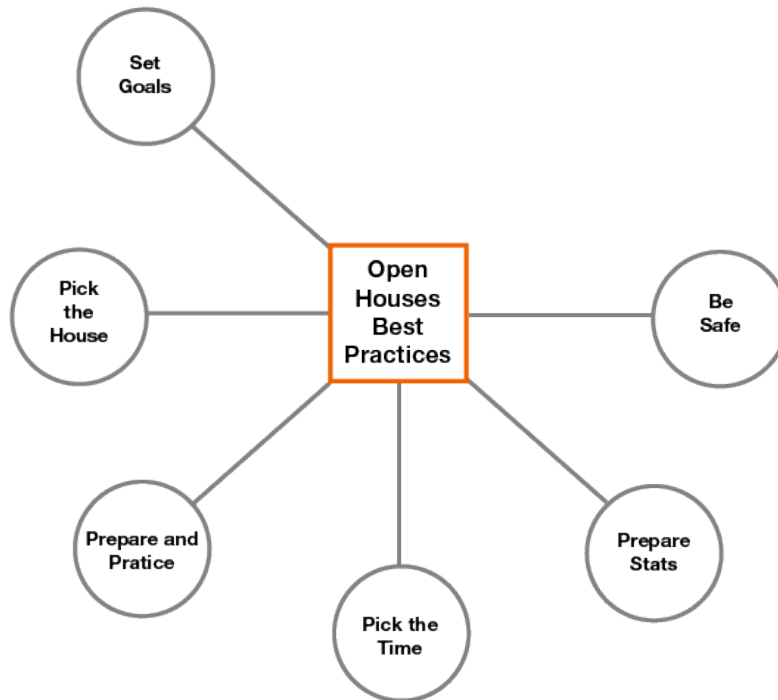 Set
Goals
Open
Houses
Best
Practices
Pick
the
House
Be
Safe
Prepare and
Pratice
Prepare
Stats
Pick the
Time